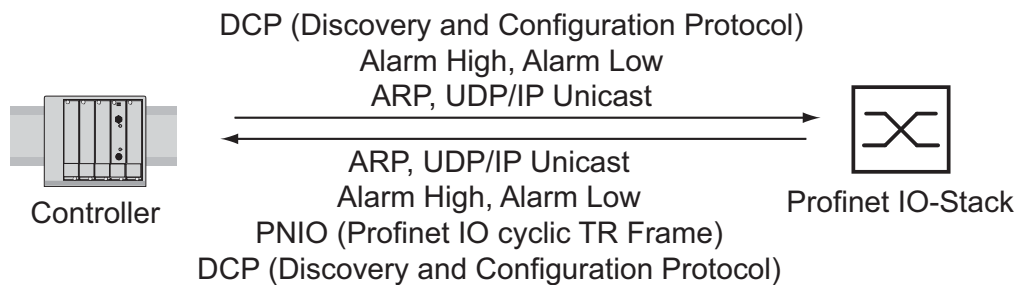 DCP (Discovery and Configuration Protocol)
Alarm High, Alarm Low
ARP, UDP/IP Unicast
ARP, UDP/IP Unicast
Alarm High, Alarm Low
PNIO (Profinet IO cyclic TR Frame)
DCP (Discovery and Configuration Protocol)
Controller
Profinet IO-Stack